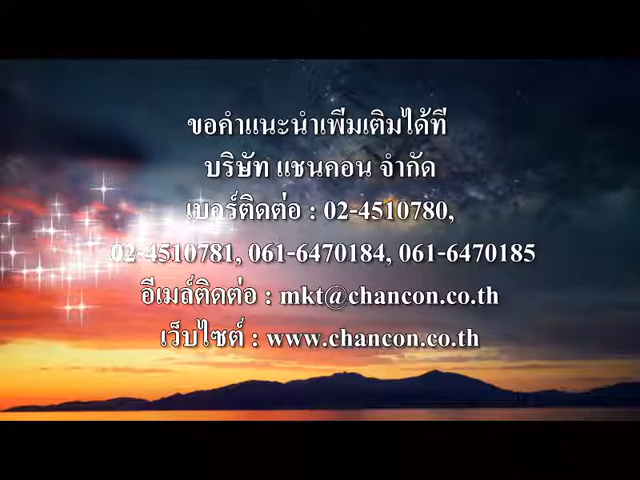 ขอคำแนะนำเพิ่มเติมได้ที่
บริษัท แชนคอน จำกัด
เบอร์ติดต่อ : 02-4510780,
02-4510781, 061-6470184, 061-6470185
อีเมล์ติดต่อ : mkt@chancon.co.th
เว็บไซต์ : www.chancon.co.th